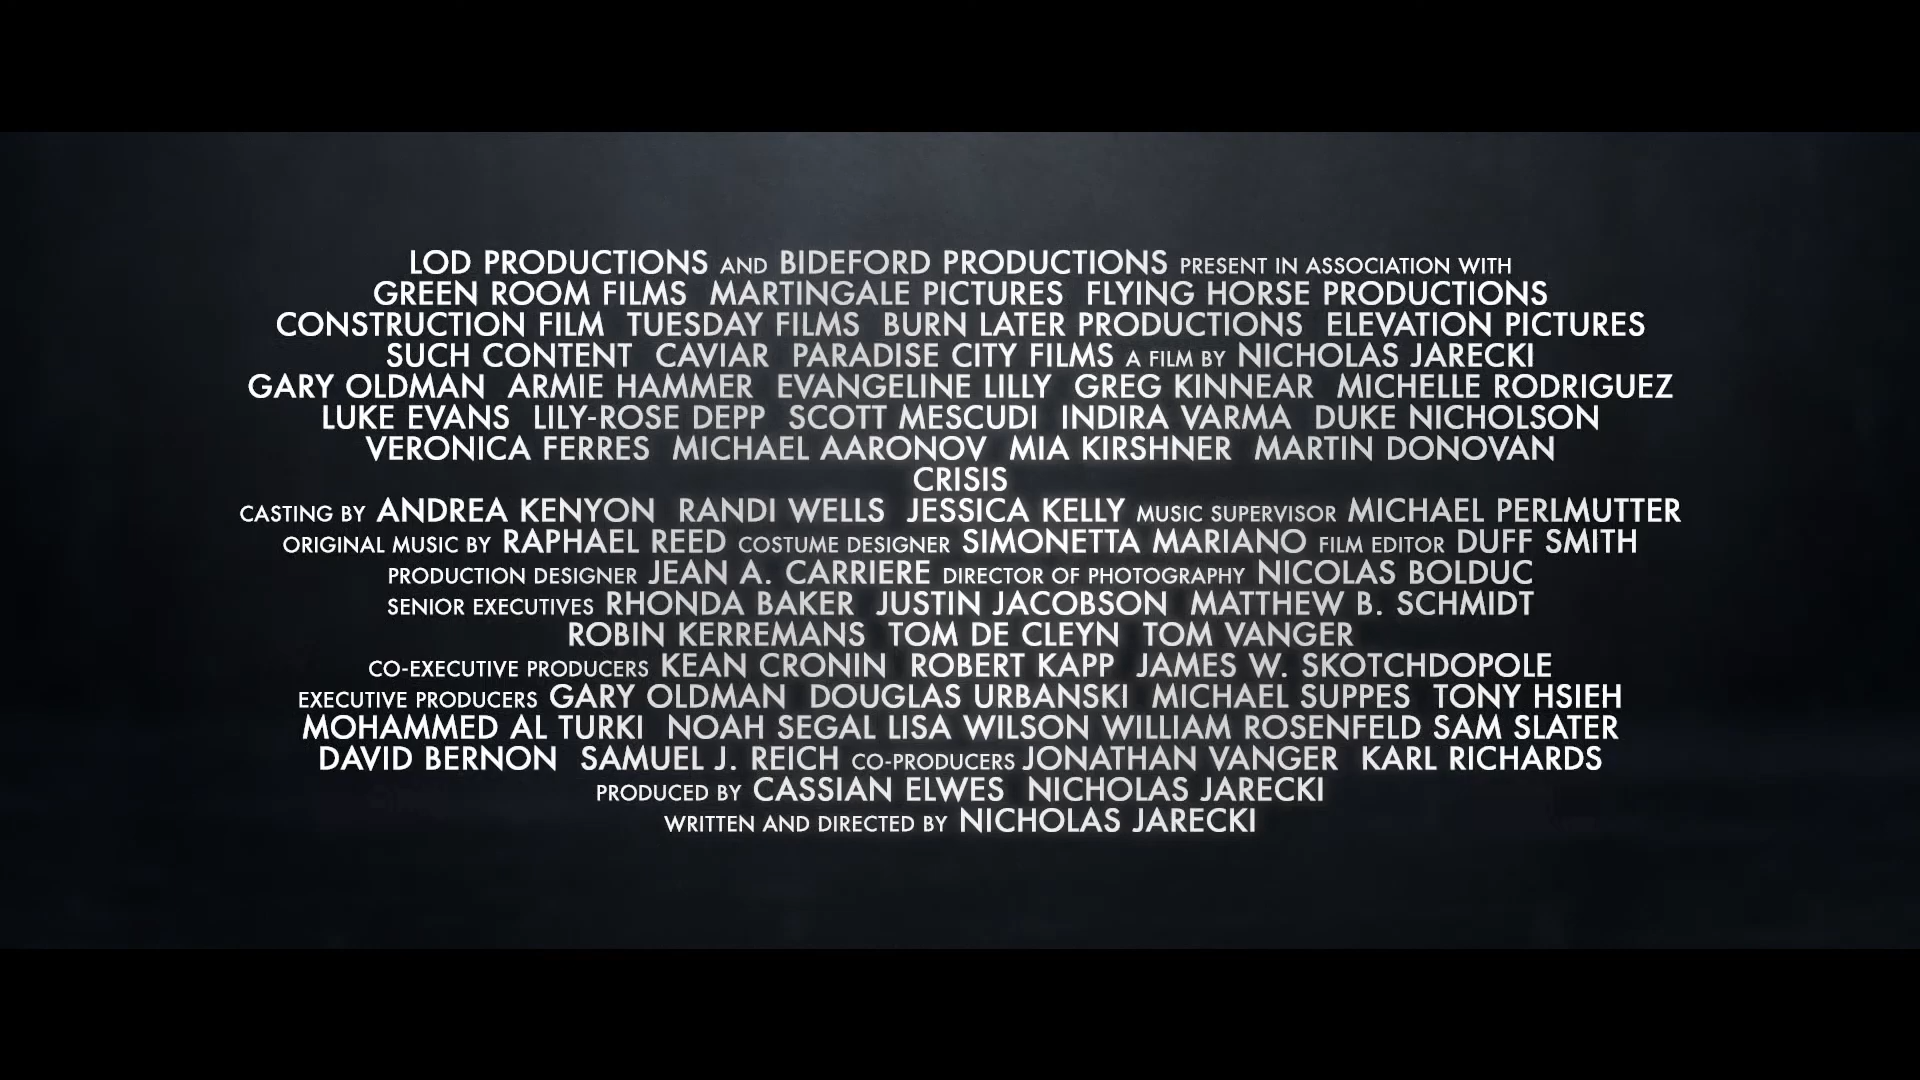 LOD PRODUCTIONS AND BIDEFORD PRODUCTIONS PRESENT IN ASSOCIATION WITH
GREEN ROOM FILMS MARTINGALE PICTURES FLYING HORSE PRODUCTIONS
CONSTRUCTION FILM TUESDAY FILMS BURN LATER PRODUCTIONS ELEVATION PICTURES
SUCH CONTENT CAVIAR PARADISE CITY FILMS A FILM BY NICHOLAS JARECKI
GARY OLDMAN ARMIE HAMMER EVANGELINE LILLY GREG KINNEAR MICHELLE RODRIGUEZ
LUKE EVANS LILY-ROSE DEPP SCOTT MESCUDI INDIRA VARMA DUKE NICHOLSON
VERONICA FERRES MICHAEL AARONOV MIA KIRSHNER MARTIN DONOVAN
CRISIS
CASTING BY ANDREA KENYON RANDI WELLS JESSICA KELLY MUSIC SUPERVISOR MICHAEL PERLMUTTER
ORIGINAL MUSIC BY RAPHAEL REED COSTUME DESIGNER SIMONETTA MARIANO FILM EDITOR DUFF SMITH
PRODUCTION DESIGNER JEAN A. CARRIERE DIRECTOR OF PHOTOGRAPHY NICOLAS BOLDUC
SENIOR EXECUTIVES RHONDA BAKER JUSTIN JACOBSON MATTHEW B. SCHMIDT
ROBIN KERREMANS TOM DE CLEYN TOM VANGER
CO-EXECUTIVE PRODUCERS KEAN CRONIN ROBERT KAPP JAMES W. SKOTCHDOPOLE
EXECUTIVE PRODUCERS GARY OLDMAN DOUGLAS URBANSKI MICHAEL SUPPES TONY HSIEH
MOHAMMED AL TURKI NOAH SEGAL LISA WILSON WILLIAM ROSENFELD SAM SLATER
DAVID BERNON SAMUEL J. REICH CO-PRODUCERS JONATHAN VANGER KARL RICHARDS
PRODUCED BY CASSIAN ELWES NICHOLAS JARECKI
WRITTEN AND DIRECTED BY NICHOLAS JARECKI